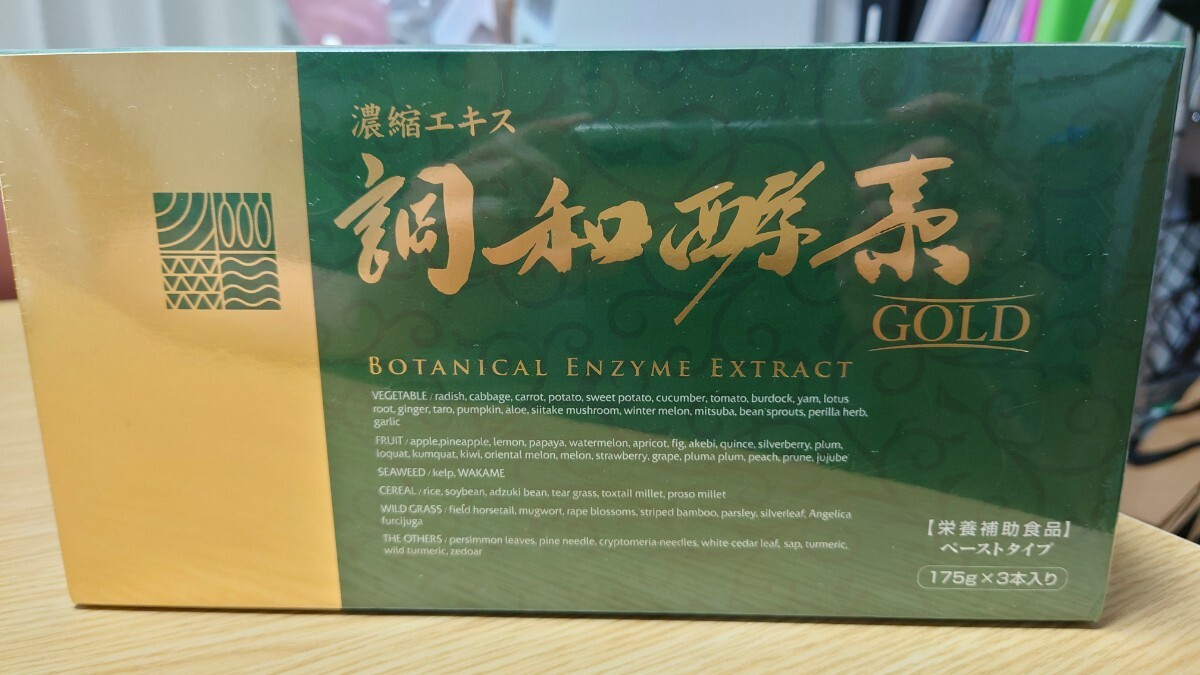 濃縮エキス
調和酵素
GOLD
BOTANICAL ENZYME EXTRACT
VEGETABLE / radish, cabbage, carrot, potato, sweet potato, cucumber, tomato, burdock, yam, lotus
root, ginger, taro, pumpkin, aloe, siitake mushroom, winter melon, mitsuba, bean sprouts, perilla herb,
garlic
FRUIT / apple,pineapple, lemon, papaya, watermelon, apricot, fig, akebi, quince, silverberry, plum,
loquat, kumquat, kiwi, oriental melon, melon, strawberry, grape, pluma plum, peach, prune, jujube
SEAWEED / kelp, WAKAME
CEREAL / rice, soybean, adzuki bean, tear grass, toxtail millet, proso millet
WILD GRASS / field horsetail, mugwort, rape blossoms, striped bamboo, parsley, silverleaf, Angelica
furcijuga
THE OTHERS / persimmon leaves, pine needle, cryptomeria-needles, white-cedar leaf, sap, turmeric,
wild turmeric, zedoar
【栄養補助食品】
ペーストタイプ
175g×3本入り